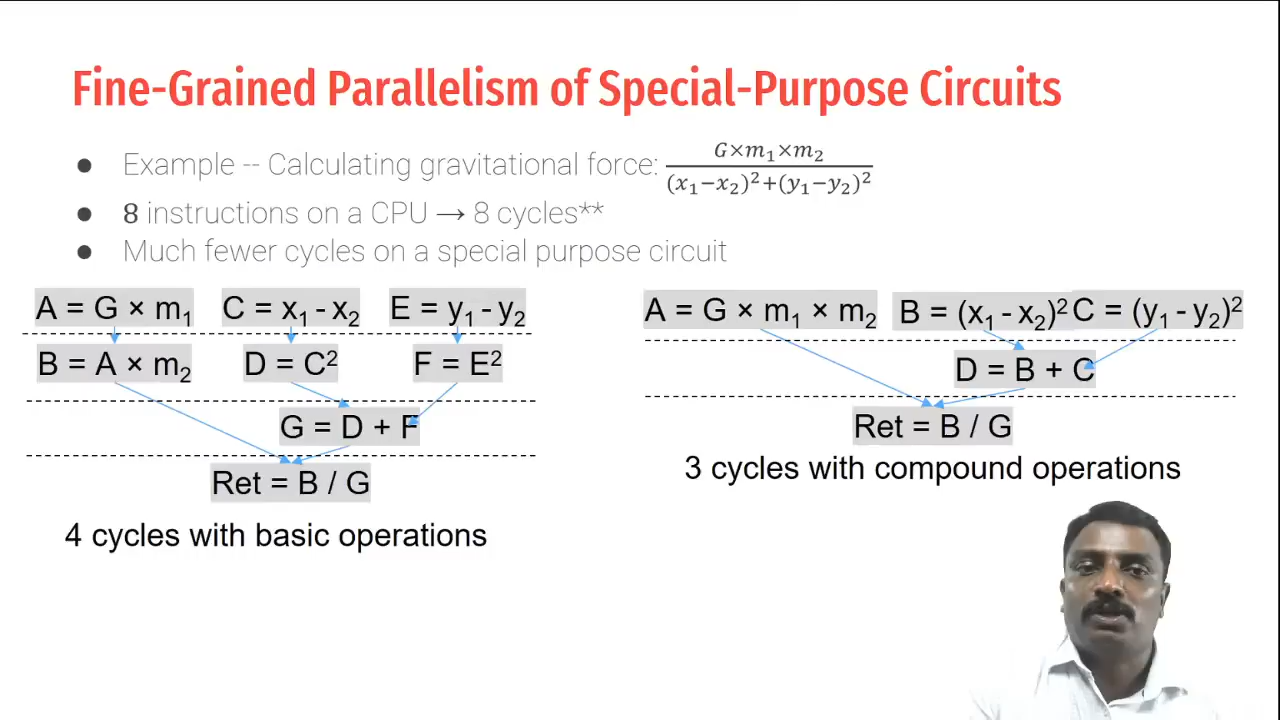 Fine-Grained Parallelism of Special-Purpose Circuits
● Example -- Calculating gravitational force: G×m₁×m₂ / (x₁−x₂)²+(y₁−y₂)²
● 8 instructions on a CPU → 8 cycles**
● Much fewer cycles on a special purpose circuit
A = G × m₁ C = x₁ - x₂ E = y₁ - y₂
B = A × m₂ D = C² F = E²
G = D + F
Ret = B / G
4 cycles with basic operations
A = G × m₁ × m₂ B = (x₁ - x₂)² C = (y₁ - y₂)²
D = B + C
Ret = B / G
3 cycles with compound operations